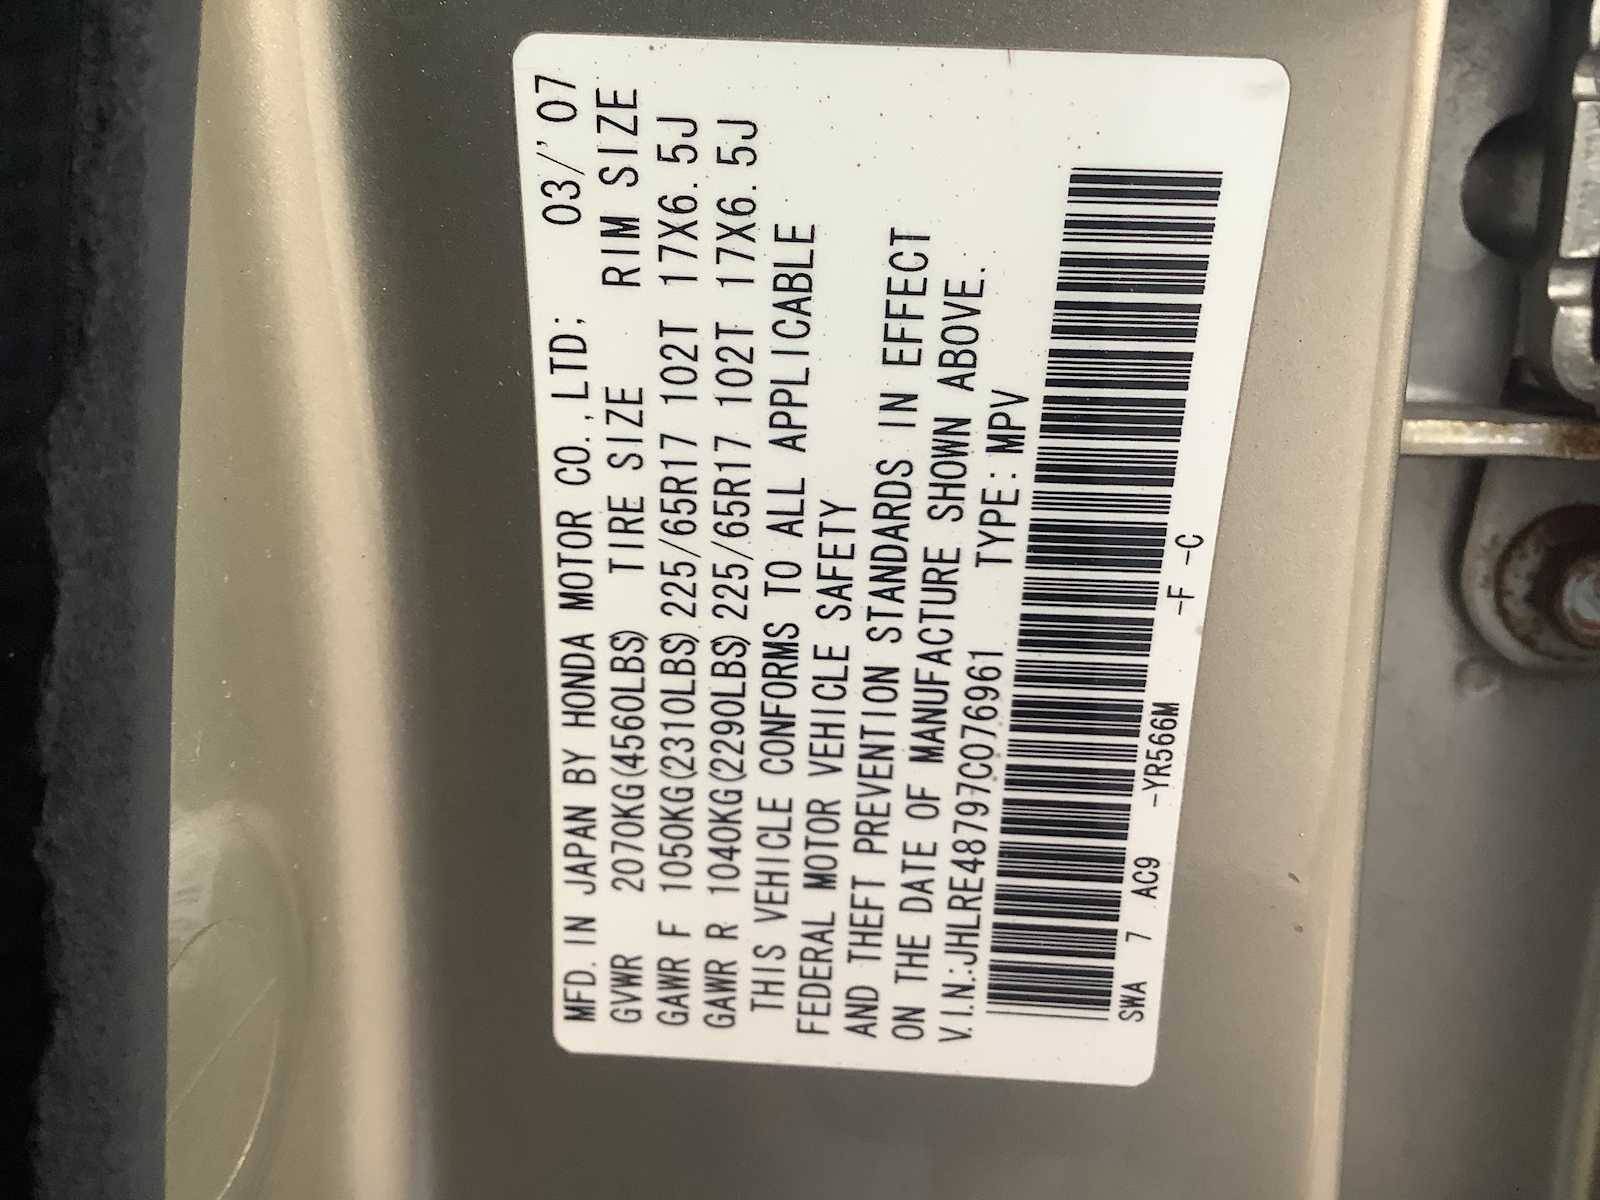 MFD. IN JAPAN BY HONDA MOTOR CO.,LTD; 03/'07
GVWR 2070KG(4560LBS) TIRE SIZE RIM SIZE
GAWR F 1050KG(2310LBS) 225/65R17 102T 17X6.5J
GAWR R 1040KG(2290LBS) 225/65R17 102T 17X6.5J
THIS VEHICLE CONFORMS TO ALL APPLICABLE
FEDERAL MOTOR VEHICLE SAFETY
AND THEFT PREVENTION STANDARDS IN EFFECT
ON THE DATE OF MANUFACTURE SHOWN ABOVE.
V.I.N.:JHLRE48797C076961 TYPE:MPV
SWA 7 AC9 -YR566M -F -C